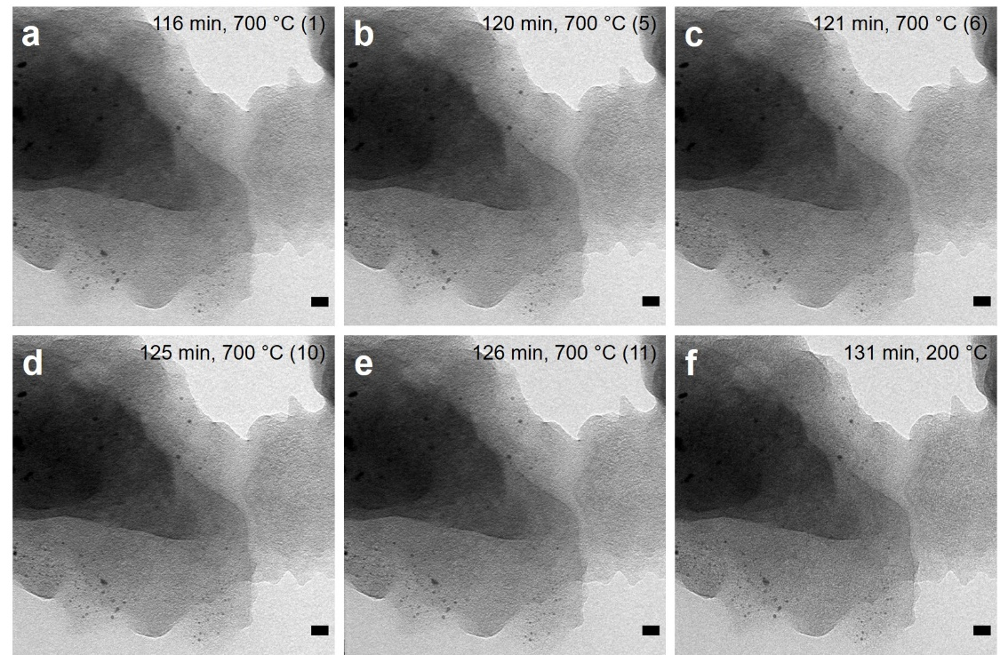 a 116 min, 700 °C (1)
b 120 min, 700 °C (5)
c 121 min, 700 °C (6)
d 125 min, 700 °C (10)
e 126 min, 700 °C (11)
f 131 min, 200 °C